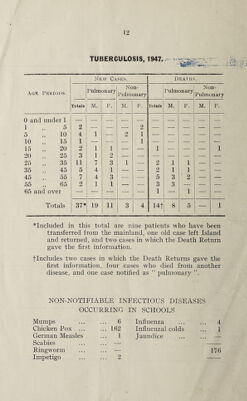 12
TUBERCULOSIS, 1947.
New Cases. Deaths.
Age Periods. Pulmonary Non-Pulmonary Pulmonary Non-Pulmonary
Totals M. F. M. F. Totals M. F. M. F.
0 and under 1 — — — — — — — — — —
1 „ 5 2 — — — 2 — — — — —
5 „ 10 4 1 — 2 1 — — — — —
10 „ 15 1 — — — 1 — — — — —
15 „ 20 2 1 1 — — 1 — — — 1
20 „ 25 3 1 2 — — — — — — —
25 „ 35 11 7 3 1 — 2 1 1 — —
35 „ 45 5 4 1 — — 2 1 1 — —
45 „ 55 7 4 3 — — 5 3 2 — —
55 „ 65 2 1 1 — — 3 3 — — —
65 and over — — — — — 1 — 1 — —
Totals 37* 19 11 3 4 14† 8 5 — 1
*Included in this total are nine patients who have been
transferred from the mainland, one old case left Island
and returned, and two cases in which the Death Return
gave the first information.
†Includes two cases in which the Death Returns gave the
first information, four cases who died from another
disease, and one case notified as " pulmonary ".
NON-NOTIFIABLE INFECTIOUS DISEASES
OCCURRING IN SCHOOLS
Mumps ... ... 6 Influenza ... ... 4
Chicken Pox ... ... 162 Influenzal colds ... 1
German Measles ... 1 Jaundice ... ... —
Scabies ... ... —
Ringworm ... ... — 176
Impetigo ... ... 2